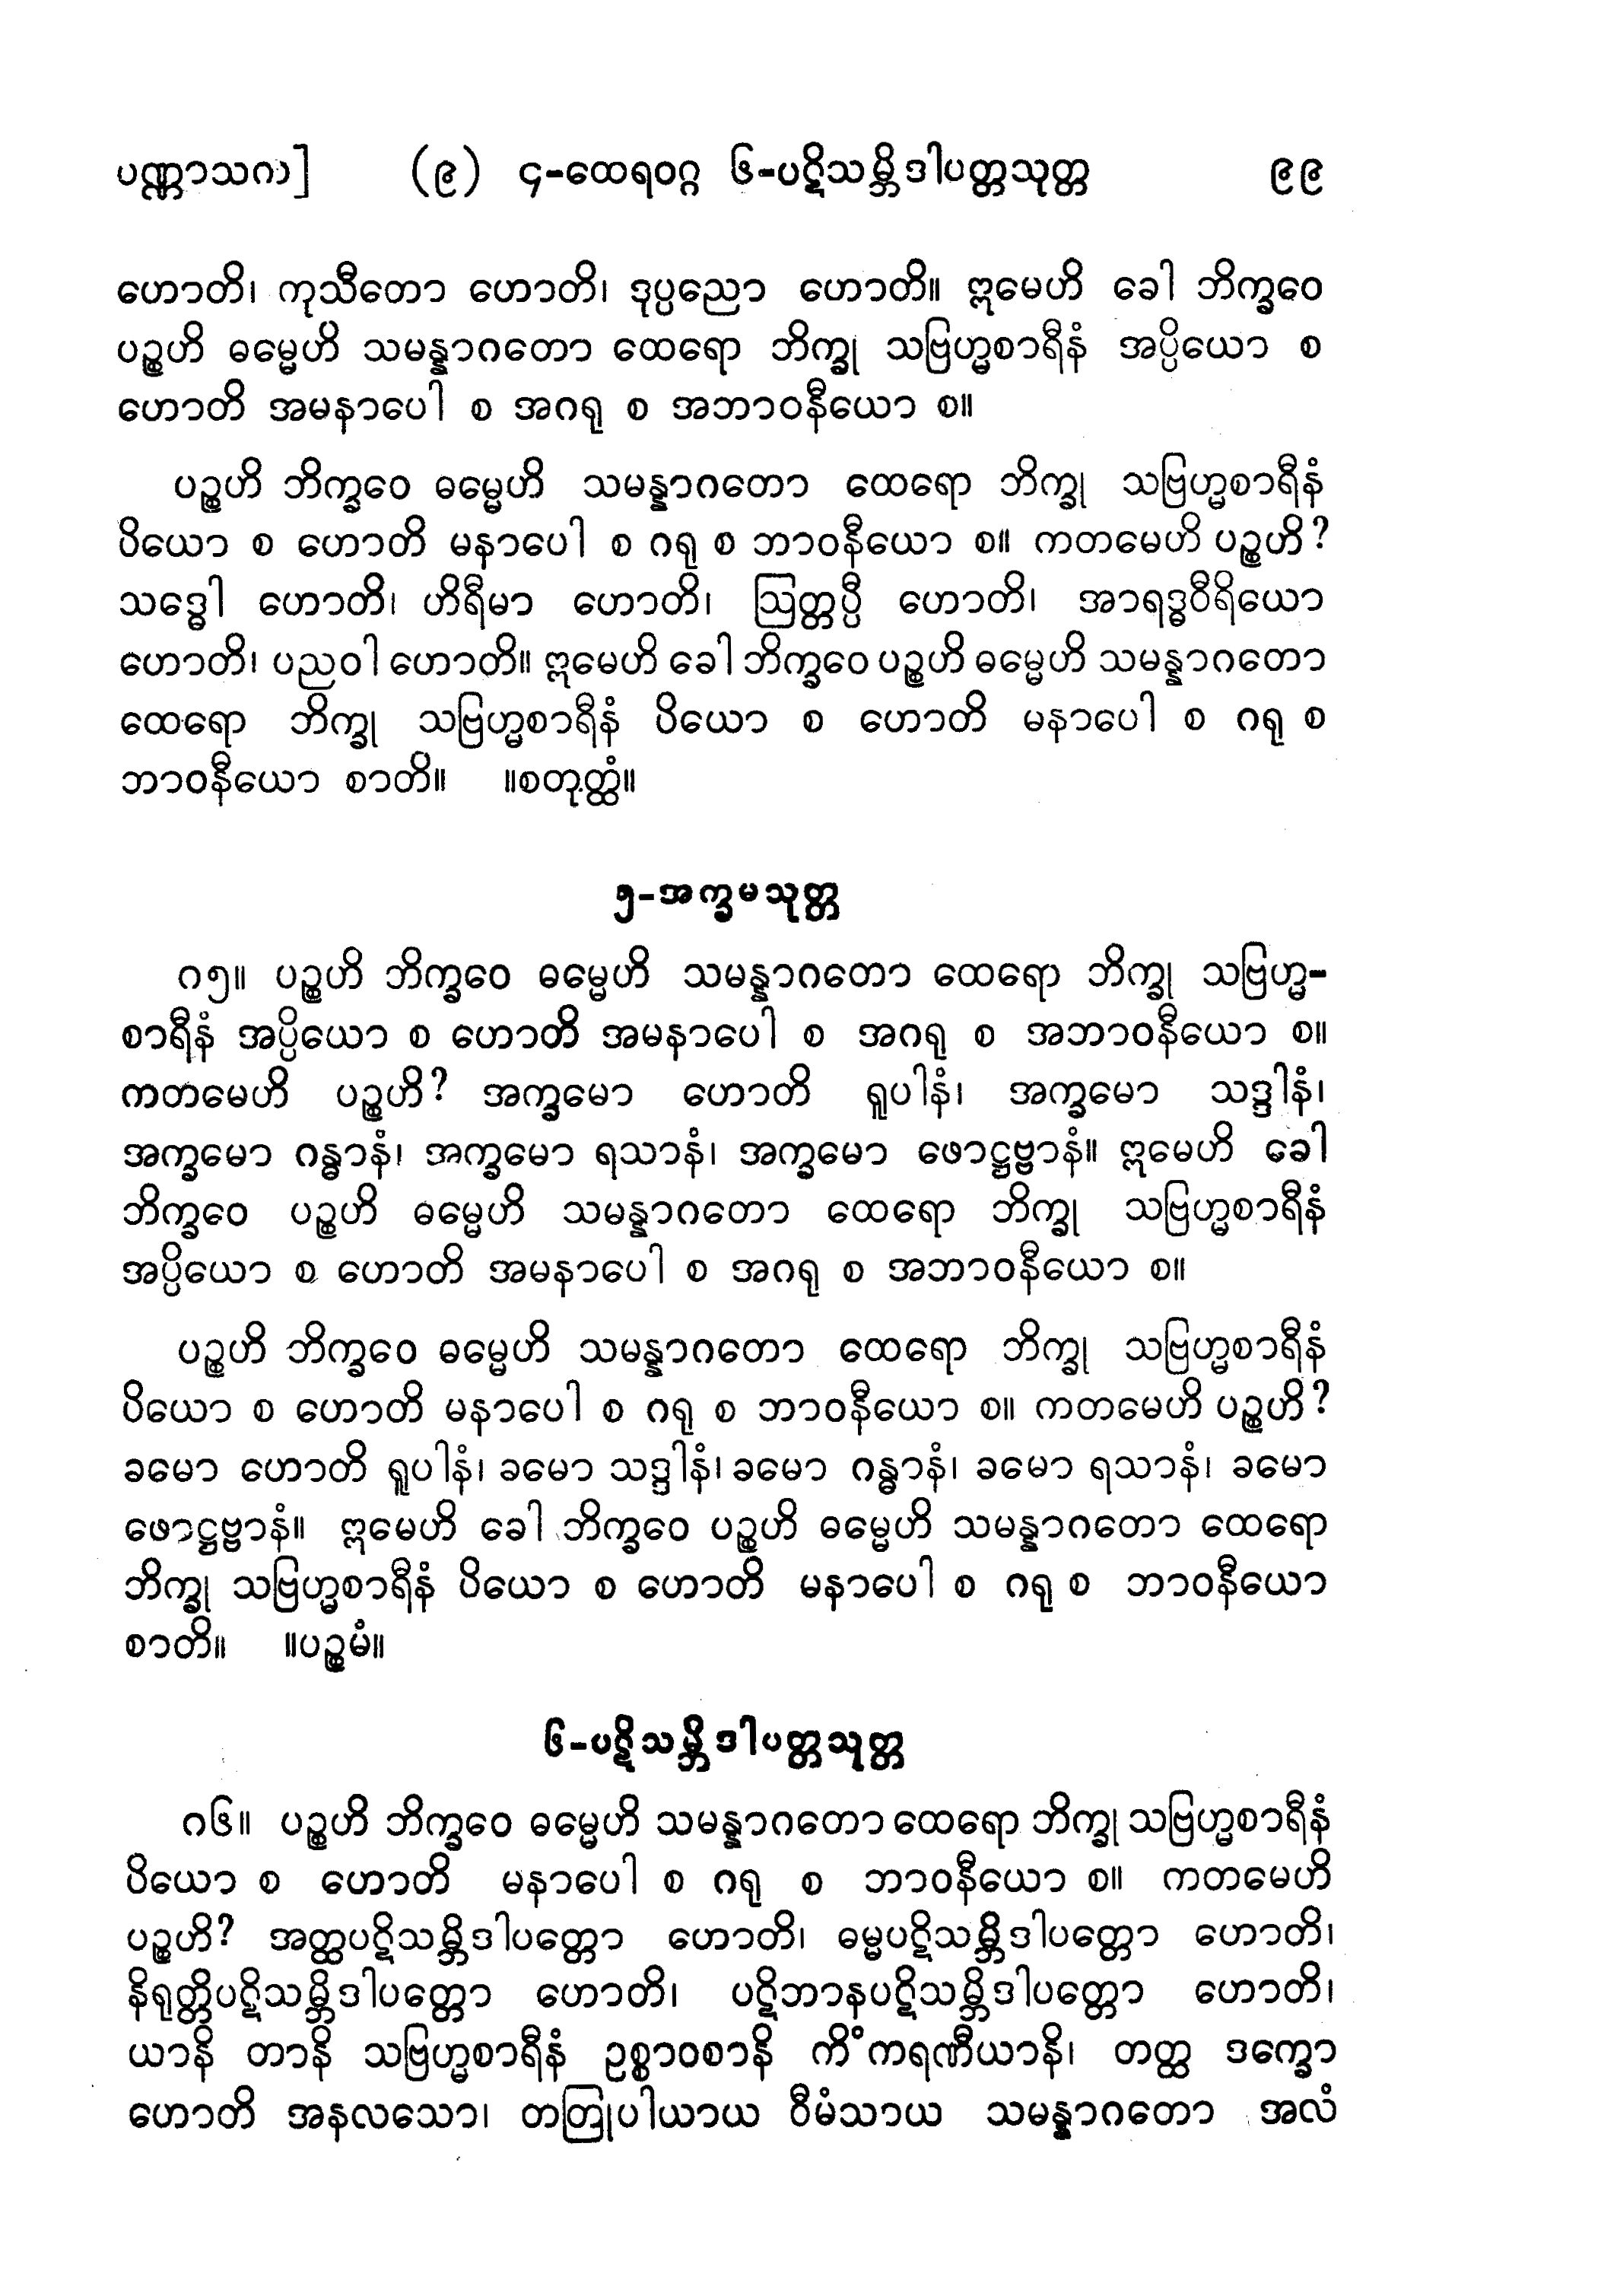 ပဏ္ဏာသက] (၉) ၄-ထေရဝဂ္ဂ ၆-ပဋိသမ္ဘိဒါပတ္တသုတ္တ ၉၉
ဟောတိ၊ ကုသီတော ဟောတိ၊ ဒုပ္ပညော ဟောတိ။ ဣမေဟိ ခေါ ဘိက္ခဝေ
ပဉ္စဟိ ဓမ္မေဟိ သမန္နာဂတော ထေရော ဘိက္ခု သဗြဟ္မစာရီနံ အပ္ပိယော စ
ဟောတိ အမနာပေါ စ အဂရု စ အဘာဝနီယော စ။
ပဉ္စဟိ ဘိက္ခဝေ ဓမ္မေဟိ သမန္နာဂတော ထေရော ဘိက္ခု သဗြဟ္မစာရီနံ
ပိယော စ ဟောတိ မနာပေါ စ ဂရု စ ဘာဝနီယော စ။ ကတမေဟိ ပဉ္စဟိ?
သဒ္ဓေါ ဟောတိ၊ ဟိရီမာ ဟောတိ၊ ဩတ္တပ္ပီ ဟောတိ၊ အာရဒ္ဓဝီရိယော
ဟောတိ၊ ပညဝါ ဟောတိ။ ဣမေဟိ ခေါ ဘိက္ခဝေ ပဉ္စဟိ ဓမ္မေဟိ သမန္နာဂတော
ထေရော ဘိက္ခု သဗြဟ္မစာရီနံ ပိယော စ ဟောတိ မနာပေါ စ ဂရု စ
ဘာဝနီယော စာတိ။ ။စတုတ္ထံ။
၅-အက္ခမသုတ္တ
ဂ၅။ ပဉ္စဟိ ဘိက္ခဝေ ဓမ္မေဟိ သမန္နာဂတော ထေရော ဘိက္ခု သဗြဟ္မ-
စာရီနံ အပ္ပိယော စ ဟောတိ အမနာပေါ စ အဂရု စ အဘာဝနီယော စ။
ကတမေဟိ ပဉ္စဟိ? အက္ခမော ဟောတိ ရူပါနံ၊ အက္ခမော သဒ္ဒါနံ၊
အက္ခမော ဂန္ဓာနံ၊ အက္ခမော ရသာနံ၊ အက္ခမော ဖောဋ္ဌဗ္ဗာနံ။ ဣမေဟိ ခေါ
ဘိက္ခဝေ ပဉ္စဟိ ဓမ္မေဟိ သမန္နာဂတော ထေရော ဘိက္ခု သဗြဟ္မစာရီနံ
အပ္ပိယော စ ဟောတိ အမနာပေါ စ အဂရု စ အဘာဝနီယော စ။
ပဉ္စဟိ ဘိက္ခဝေ ဓမ္မေဟိ သမန္နာဂတော ထေရော ဘိက္ခု သဗြဟ္မစာရီနံ
ပိယော စ ဟောတိ မနာပေါ စ ဂရု စ ဘာဝနီယော စ။ ကတမေဟိ ပဉ္စဟိ?
ခမော ဟောတိ ရူပါနံ၊ ခမော သဒ္ဒါနံ၊ ခမော ဂန္ဓာနံ၊ ခမော ရသာနံ၊ ခမော
ဖောဋ္ဌဗ္ဗာနံ။ ဣမေဟိ ခေါ ဘိက္ခဝေ ပဉ္စဟိ ဓမ္မေဟိ သမန္နာဂတော ထေရော
ဘိက္ခု သဗြဟ္မစာရီနံ ပိယော စ ဟောတိ မနာပေါ စ ဂရု စ ဘာဝနီယော
စာတိ။ ။ပဉ္စမံ။
၆-ပဋိသမ္ဘိဒါပတ္တသုတ္တ
ဂ၆။ ပဉ္စဟိ ဘိက္ခဝေ ဓမ္မေဟိ သမန္နာဂတော ထေရော ဘိက္ခု သဗြဟ္မစာရီနံ
ပိယော စ ဟောတိ မနာပေါ စ ဂရု စ ဘာဝနီယော စ။ ကတမေဟိ
ပဉ္စဟိ? အတ္ထပဋိသမ္ဘိဒါပတ္တော ဟောတိ၊ ဓမ္မပဋိသမ္ဘိဒါပတ္တော ဟောတိ၊
နိရုတ္တိပဋိသမ္ဘိဒါပတ္တော ဟောတိ၊ ပဋိဘာနပဋိသမ္ဘိဒါပတ္တော ဟောတိ၊
ယာနိ တာနိ သဗြဟ္မစာရီနံ ဥစ္စာဝစာနိ ကိံကရဏီယာနိ၊ တတ္ထ ဒက္ခော
ဟောတိ အနလသော၊ တတြုပါယာယ ဝီမံသာယ သမန္နာဂတော အလံ